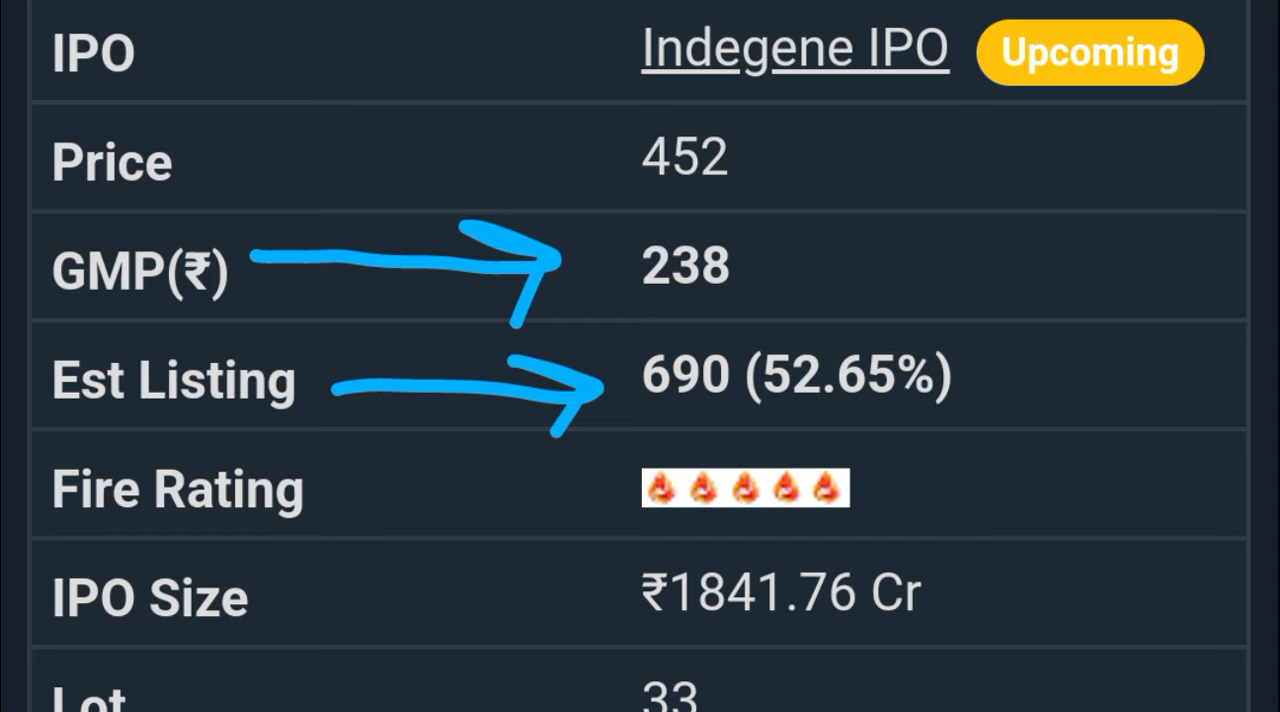 IPO Indegene IPO Upcoming
Price 452
GMP(₹) 238
Est Listing 690 (52.65%)
Fire Rating
IPO Size ₹1841.76 Cr
Lot 33